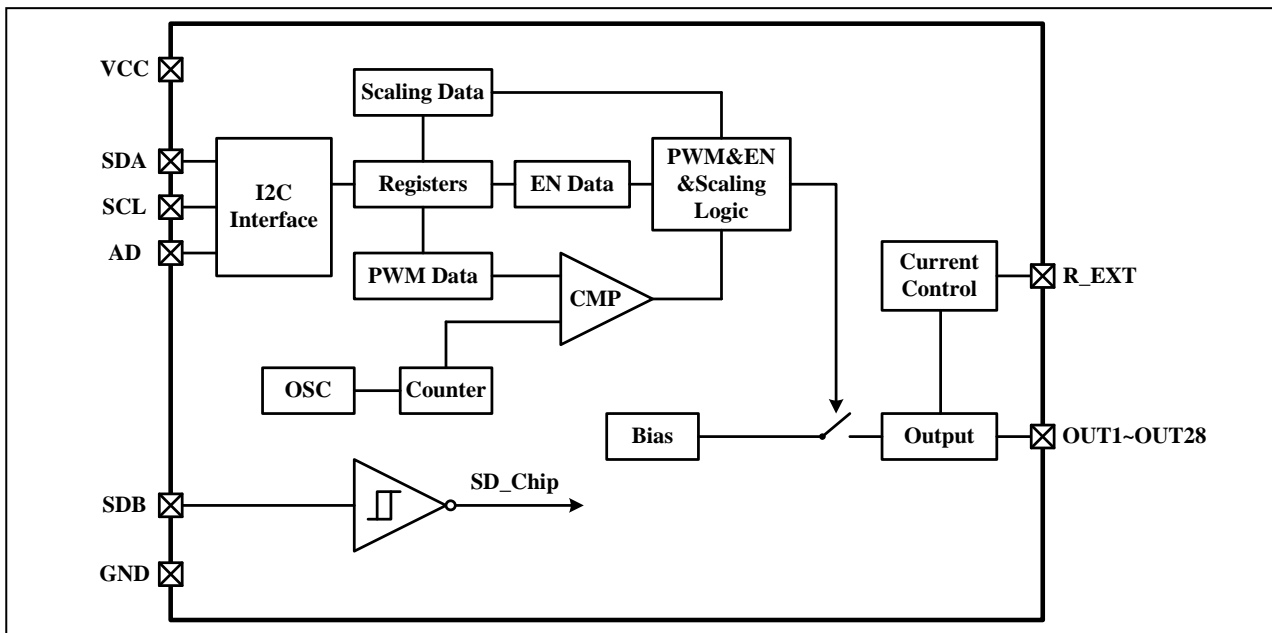 VCC
Scaling Data
SDA
SCL
AD
I2C
Interface
Registers
EN Data
PWM&EN
&Scaling
Logic
PWM Data
CMP
Current
Control
R_EXT
OSC
Counter
Bias
Output
OUT1~OUT28
SDB
SD_Chip
GND